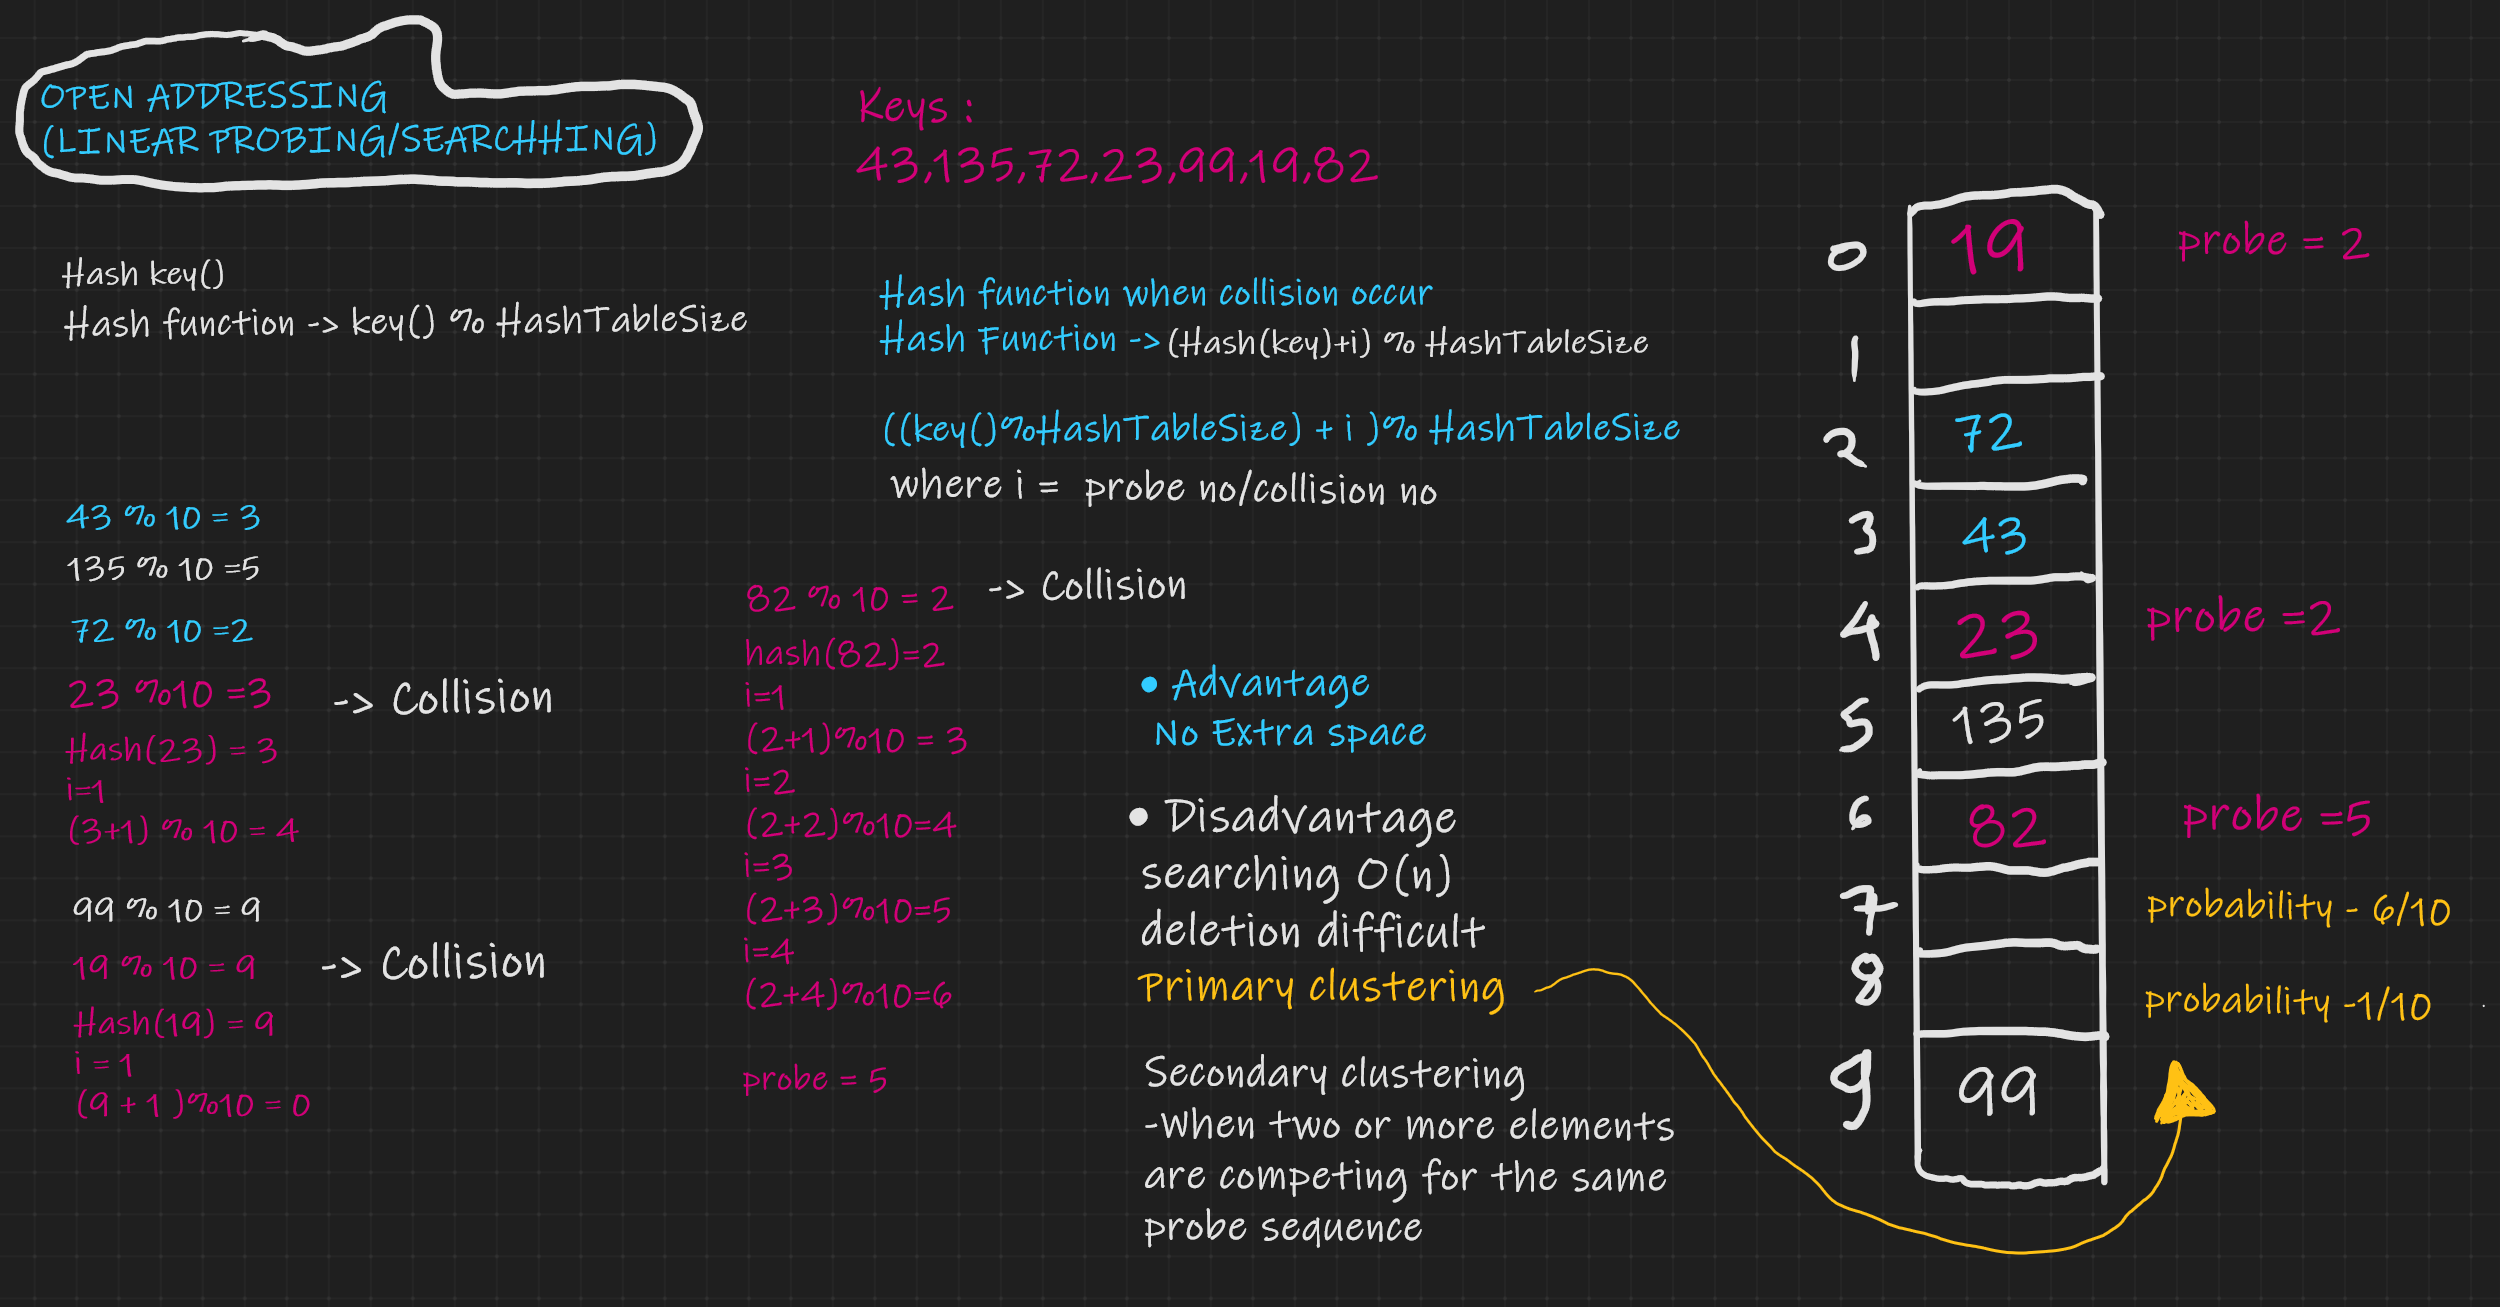 OPEN ADDRESSING
(LINEAR PROBING/SEARCHHING)
Keys :
43,135,72,23,99,19,82
Hash key()
Hash function -> key() % HashTableSize
Hash function when collision occur
Hash Function -> (Hash(key)+i) % HashTableSize
((key()%HashTableSize) + i )% HashTableSize
where i = probe no/collision no
43 % 10 = 3
135 % 10 =5
72 % 10 =2
23 %10 =3 -> Collision
Hash(23) = 3
i=1
(3+1) % 10 = 4
99 % 10 = 9
19 % 10 = 9 -> Collision
Hash(19) = 9
i = 1
(9 + 1 )%10 = 0
82 % 10 = 2 -> Collision
hash(82)=2
i=1
(2+1)%10 = 3
i=2
(2+2)%10=4
i=3
(2+3)%10=5
i=4
(2+4)%10=6
probe = 5
• Advantage
No Extra space
• Disadvantage
searching O(n)
deletion difficult
Primary clustering
Secondary clustering
-When two or more elements
are competing for the same
probe sequence
0 19 probe = 2
1
2 72
3 43
4 23 probe =2
5 135
6 82 probe =5
7 probability - 6/10
8 probability -1/10
9 99